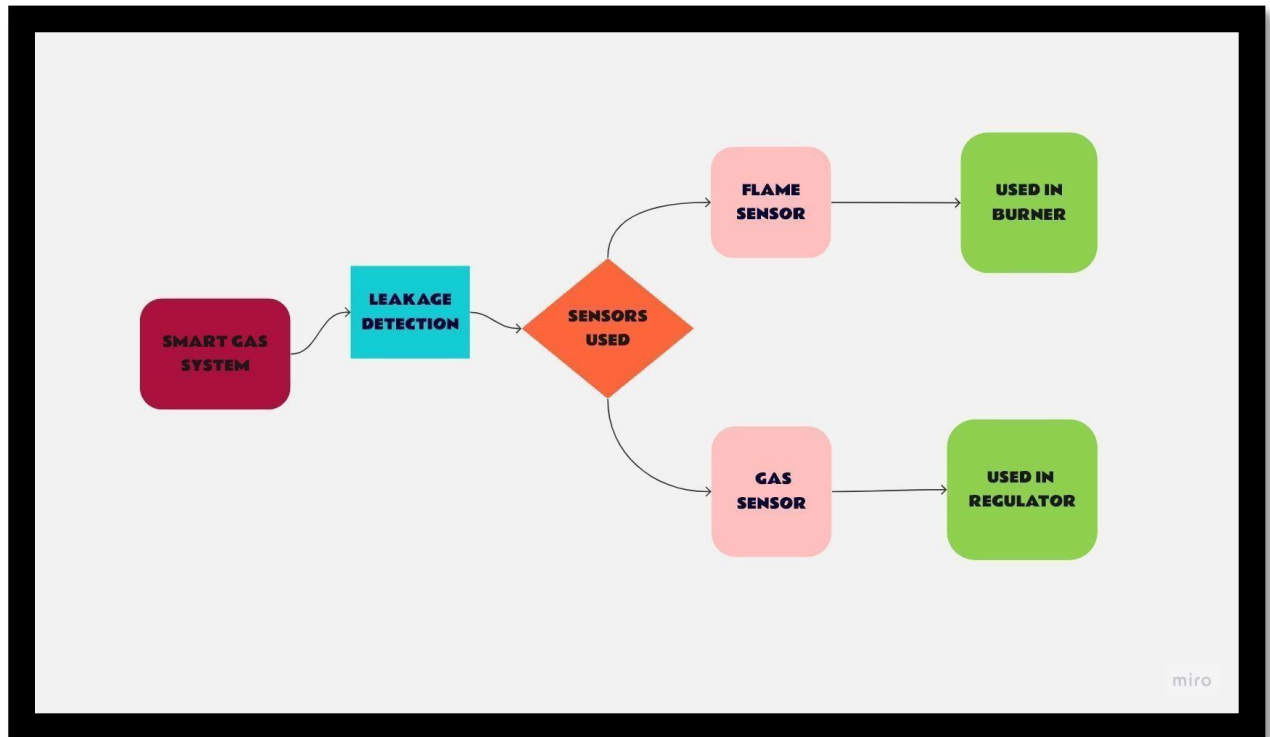 SMART GAS
SYSTEM
LEAKAGE
DETECTION
SENSORS
USED
FLAME
SENSOR
USED IN
BURNER
GAS
SENSOR
USED IN
REGULATOR
miro